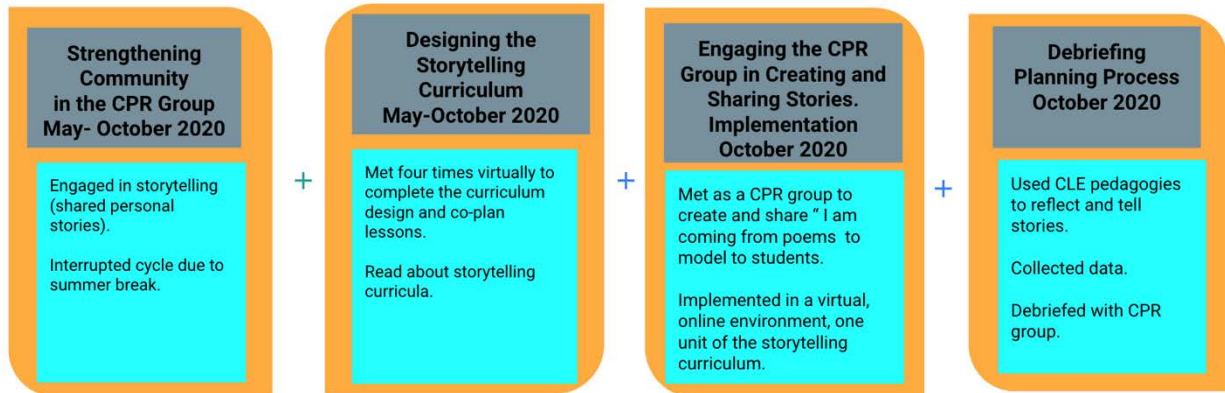 Strengthening
Community
in the CPR Group
May- October 2020
Engaged in storytelling
(shared personal
stories).
Interrupted cycle due to
summer break.
+
Designing the
Storytelling
Curriculum
May-October 2020
Met four times virtually to
complete the curriculum
design and co-plan
lessons.
Read about storytelling
curricula.
+
Engaging the CPR
Group in Creating and
Sharing Stories.
Implementation
October 2020
Met as a CPR group to
create and share “ I am
coming from poems  to
model to students.
Implemented in a virtual,
online environment, one
unit of the storytelling
curriculum.
+
Debriefing
Planning Process
October 2020
Used CLE pedagogies
to reflect and tell
stories.
Collected data.
Debriefed with CPR
group.